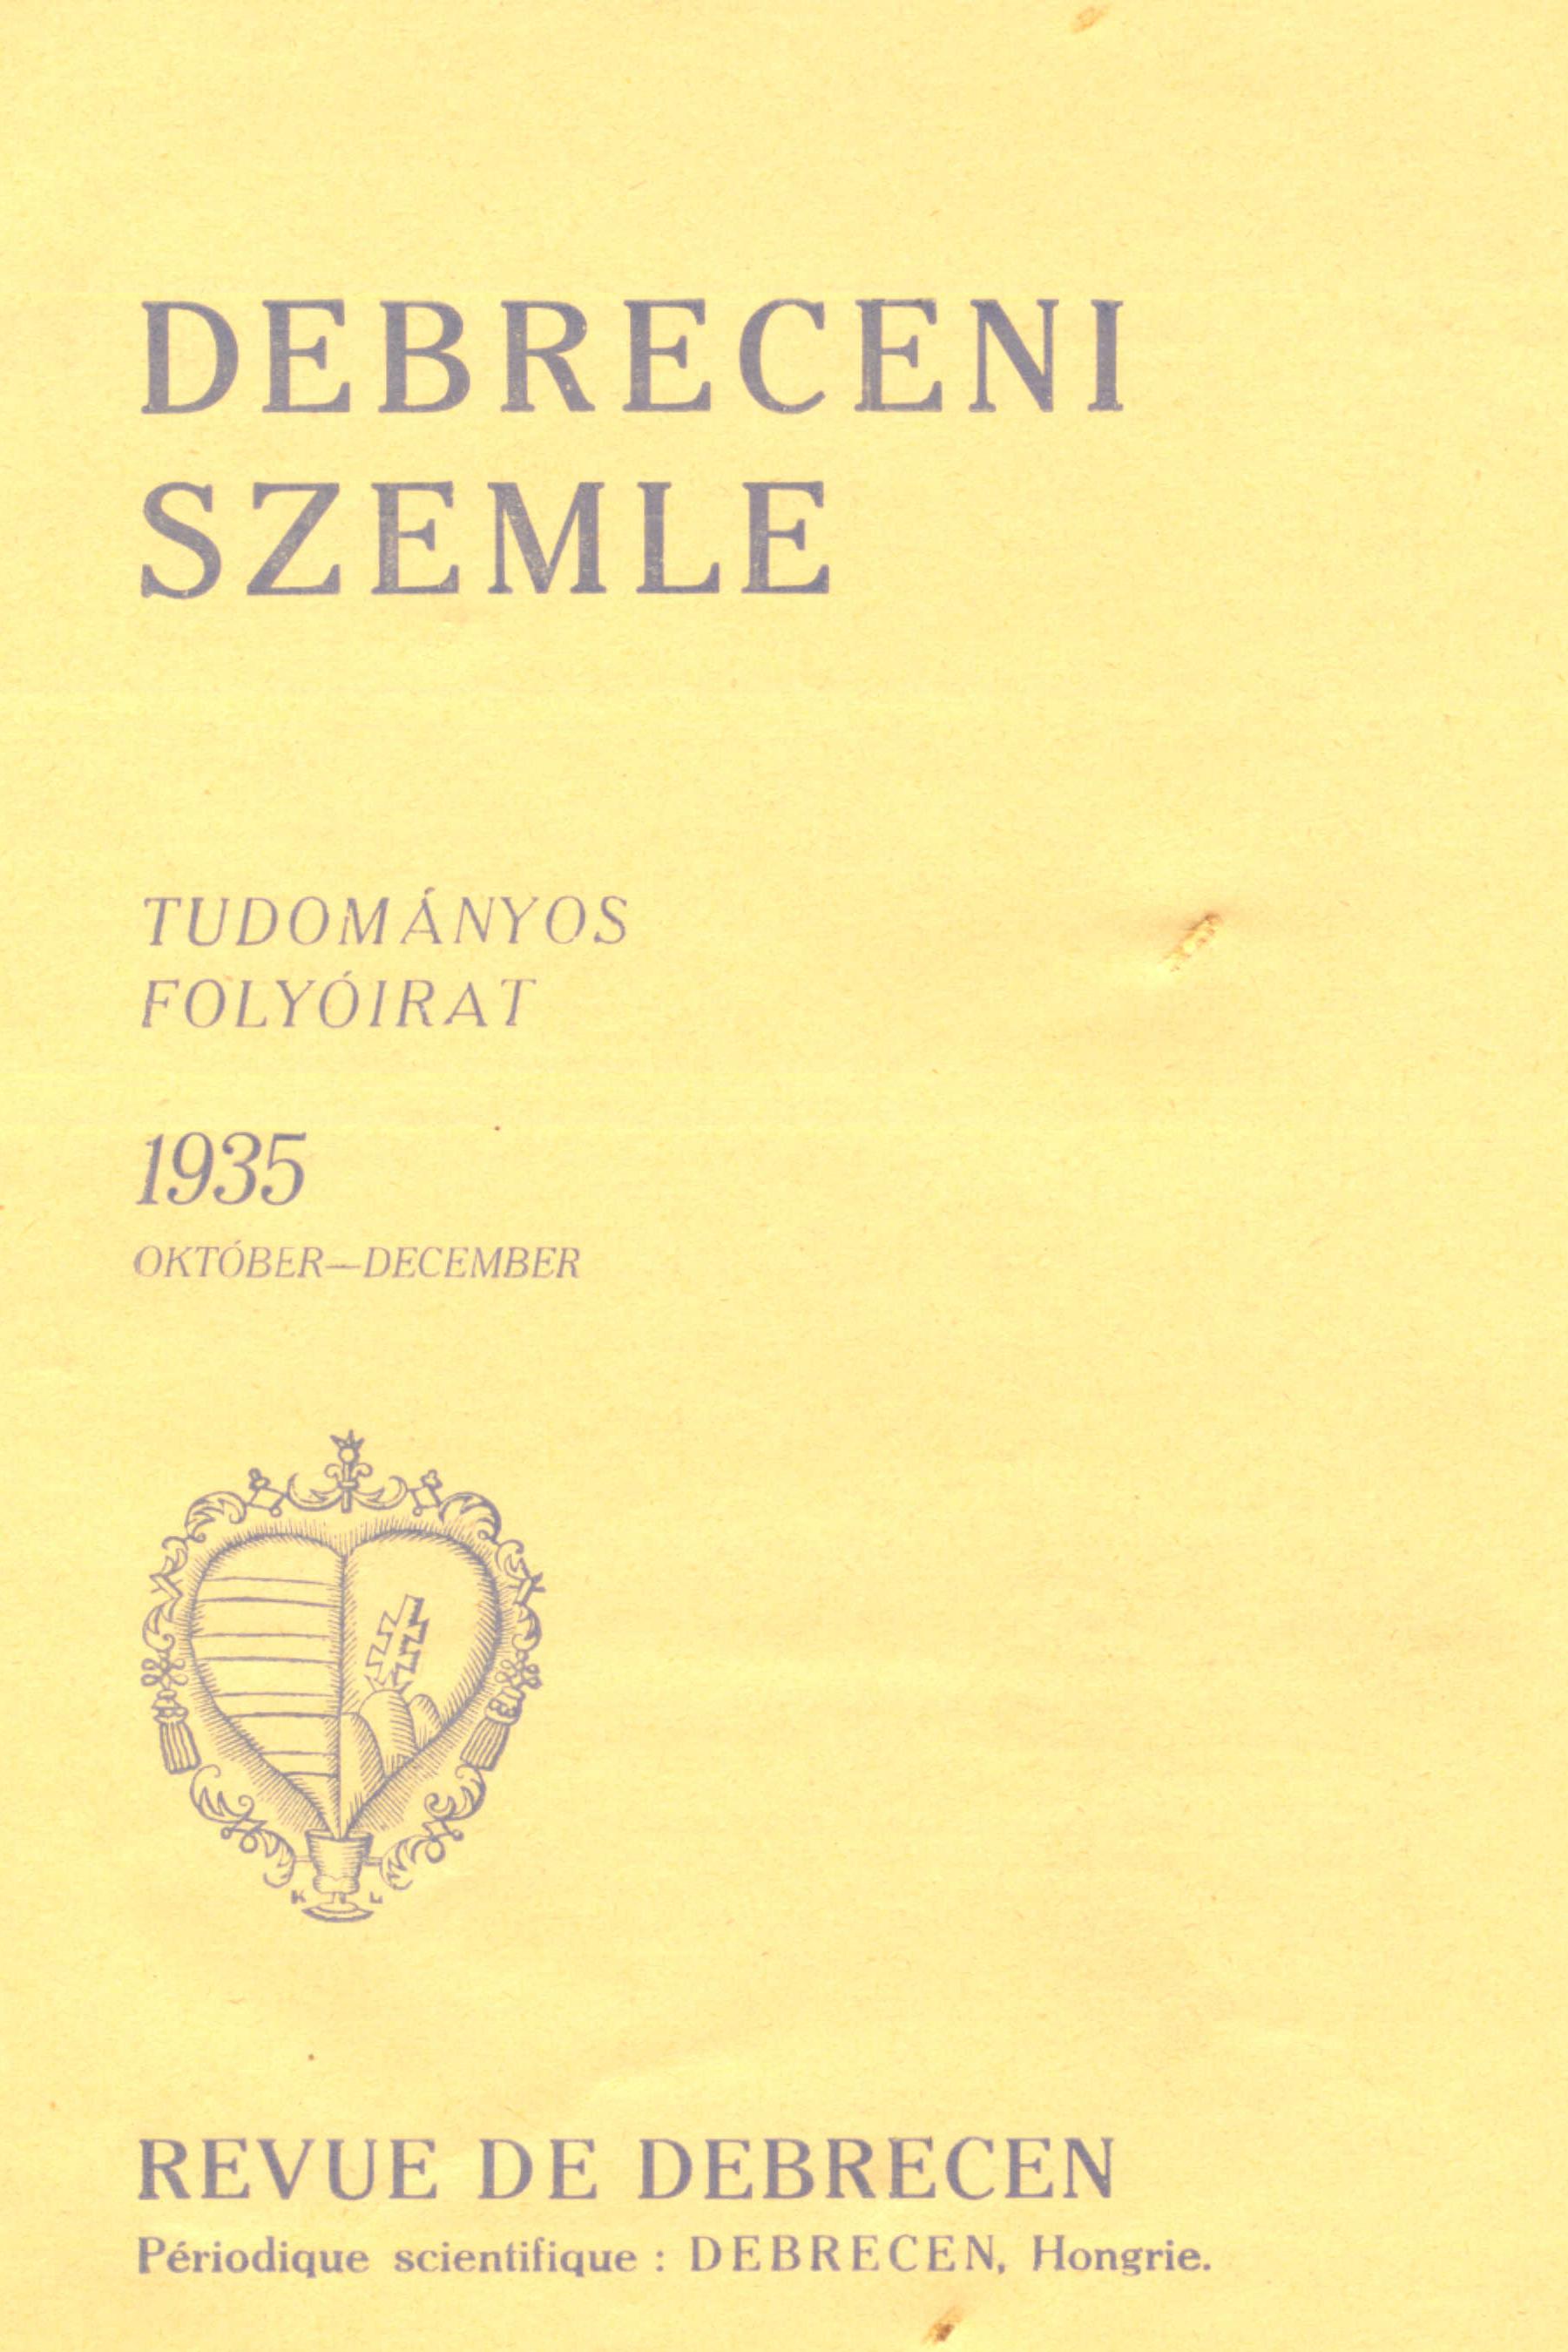 DEBRECENI
SZEMLE
TUDOMÁNYOS
FOLYÓIRAT
1935
OKTÓBER—DECEMBER
REVUE DE DEBRECEN
Périodique scientifique : DEBRECEN, Hongrie.